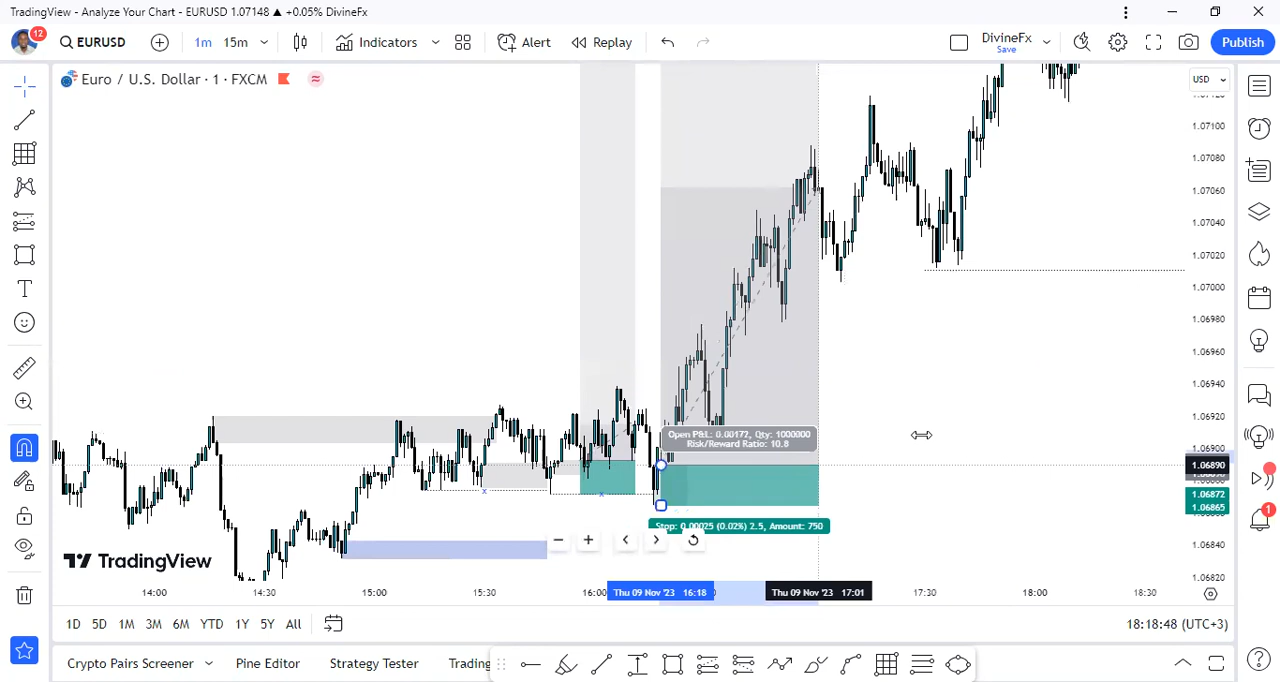 TradingView - Analyze Your Chart - EURUSD 1.07148 ▲ +0.05% DivineFx
12
EURUSD
1m
15m
Indicators
Alert
Replay
DivineFx
Save
Publish
Euro / U.S. Dollar · 1 · FXCM
USD
1.07100
1.07080
1.07060
1.07040
1.07020
1.07000
1.06980
1.06960
1.06940
1.06920
1.06900
1.06890
1.06872
1.06865
1.06840
1.06820
Open P&L: 0.00172, Qty: 1000000
Risk/Reward Ratio: 10.8
Stop: 0.00025 (0.02%) 2.5, Amount: 750
TradingView
14:00
14:30
15:00
15:30
16:00
Thu 09 Nov '23 16:18
Thu 09 Nov '23 17:01
17:30
18:00
18:30
1D 5D 1M 3M 6M YTD 1Y 5Y All
18:18:48 (UTC+3)
Crypto Pairs Screener
Pine Editor
Strategy Tester
Trading
1